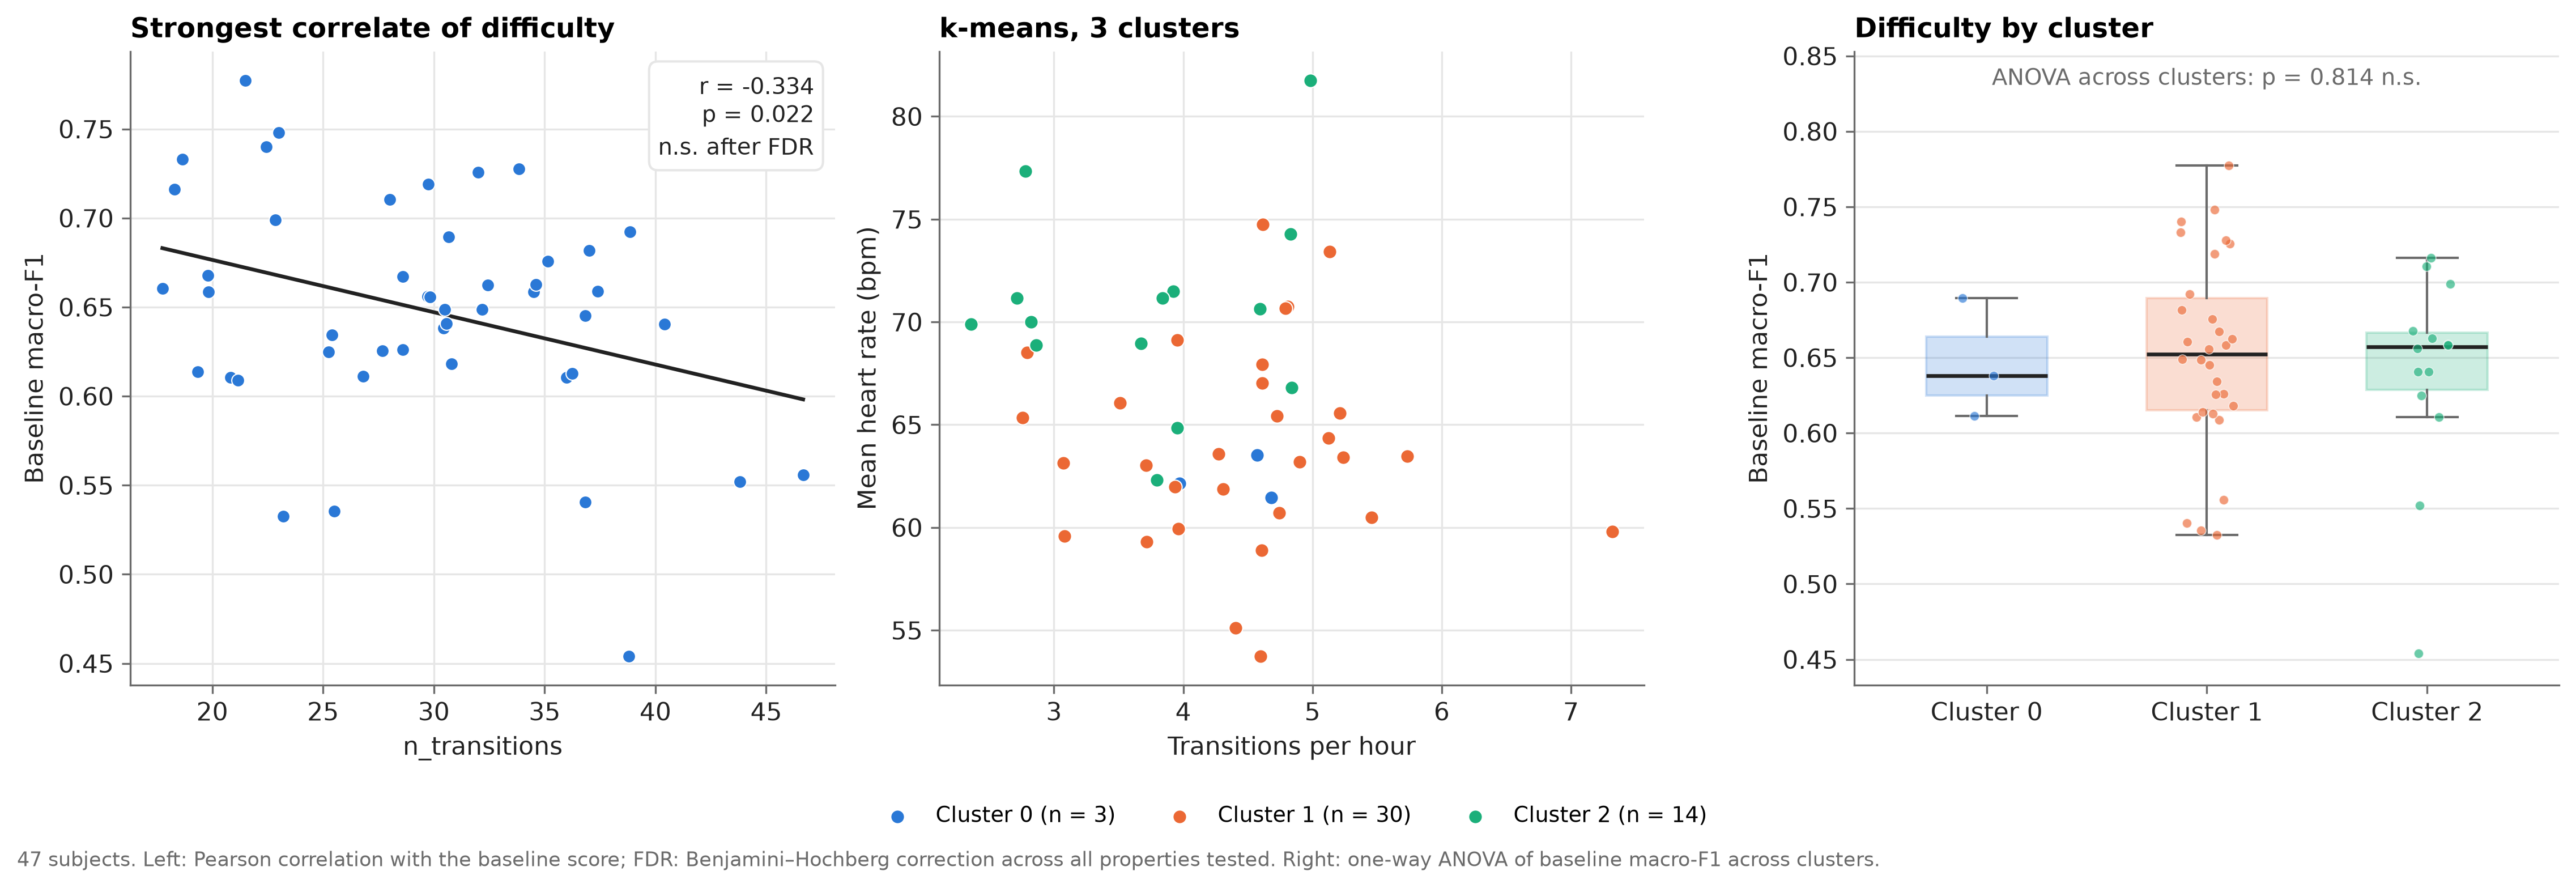 Strongest correlate of difficulty
r = -0.334
p = 0.022
n.s. after FDR
Baseline macro-F1
0.75
0.70
0.65
0.60
0.55
0.50
0.45
20 25 30 35 40 45
n_transitions
k-means, 3 clusters
Mean heart rate (bpm)
80
75
70
65
60
55
3 4 5 6 7
Transitions per hour
Difficulty by cluster
ANOVA across clusters: p = 0.814 n.s.
Baseline macro-F1
0.85
0.80
0.75
0.70
0.65
0.60
0.55
0.50
0.45
Cluster 0 Cluster 1 Cluster 2
Cluster 0 (n = 3) Cluster 1 (n = 30) Cluster 2 (n = 14)
47 subjects. Left: Pearson correlation with the baseline score; FDR: Benjamini–Hochberg correction across all properties tested. Right: one-way ANOVA of baseline macro-F1 across clusters.